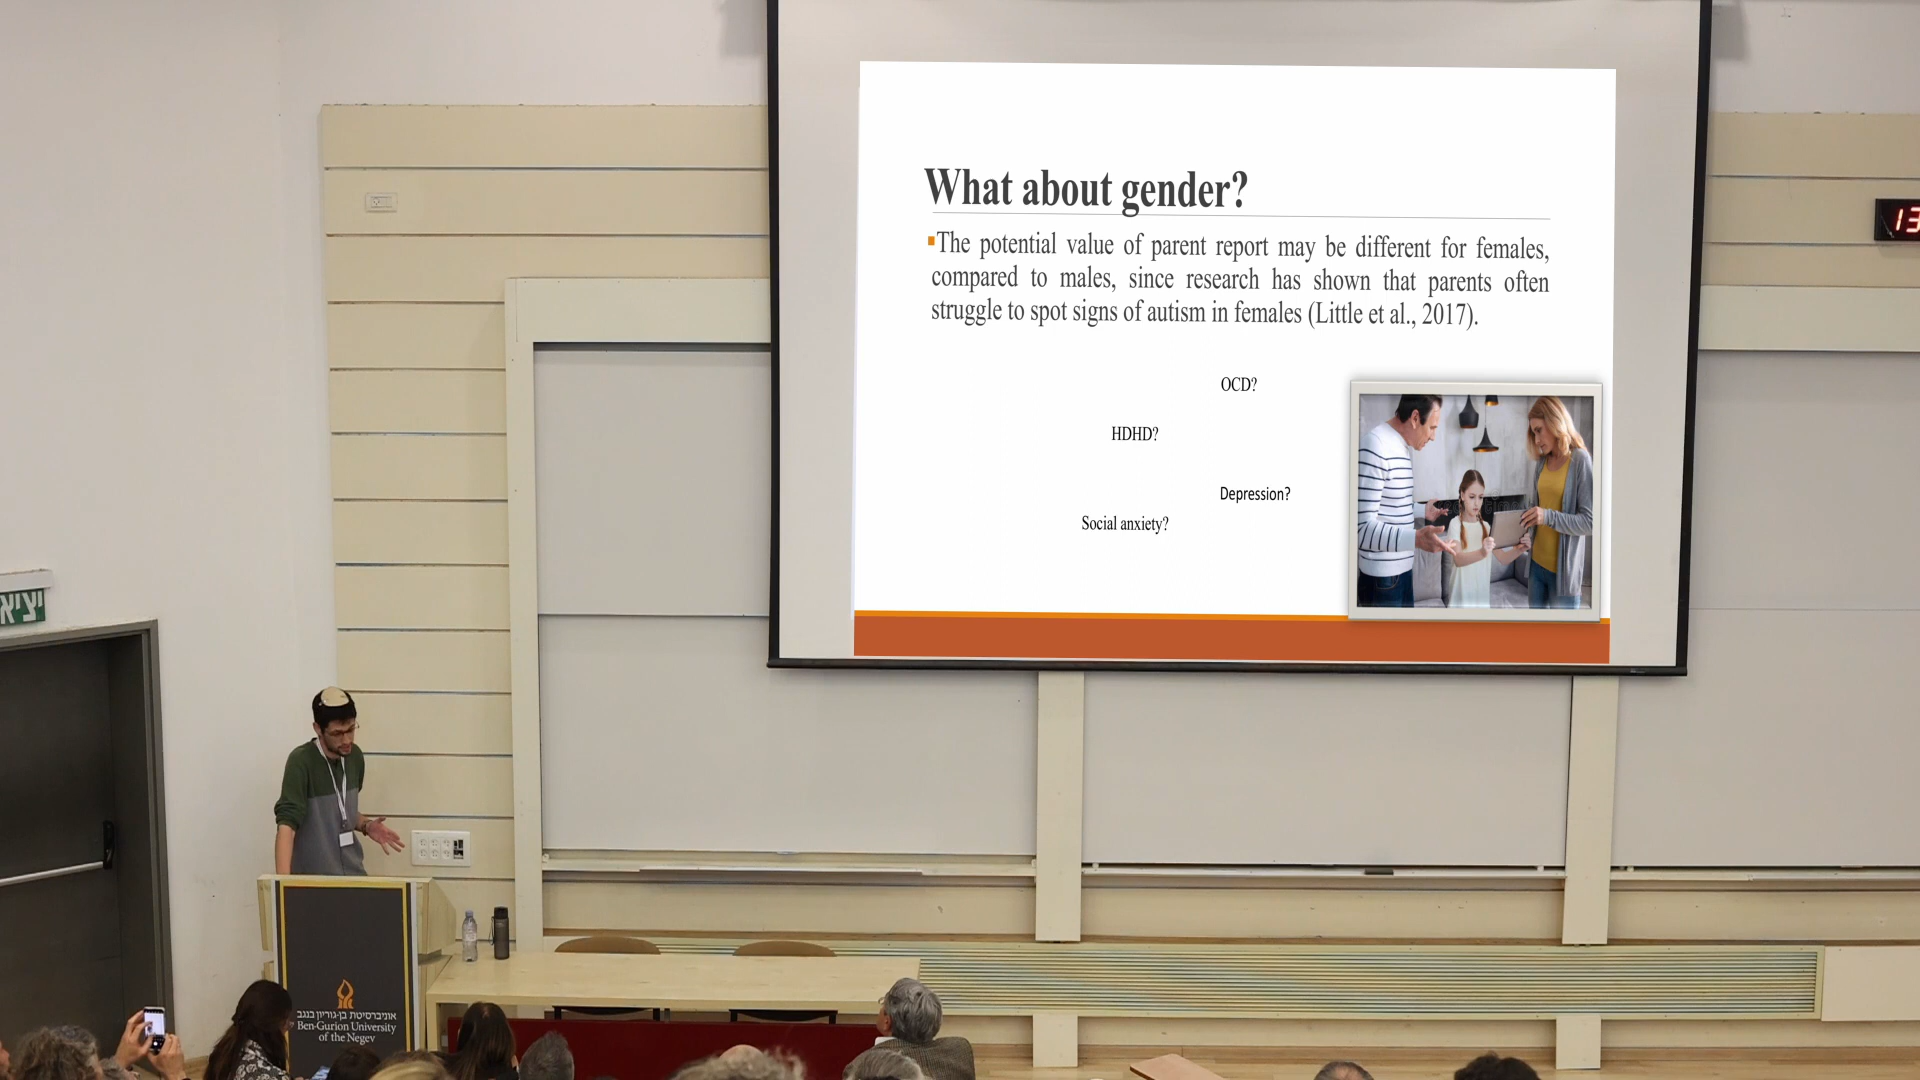 What about gender?
The potential value of parent report may be different for females,
compared to males, since research has shown that parents often
struggle to spot signs of autism in females (Little et al., 2017).
OCD?
HDHD?
Depression?
Social anxiety?
13
יציא
אוניברסיטת בן-גוריון בנגב
Ben-Gurion University
of the Negev